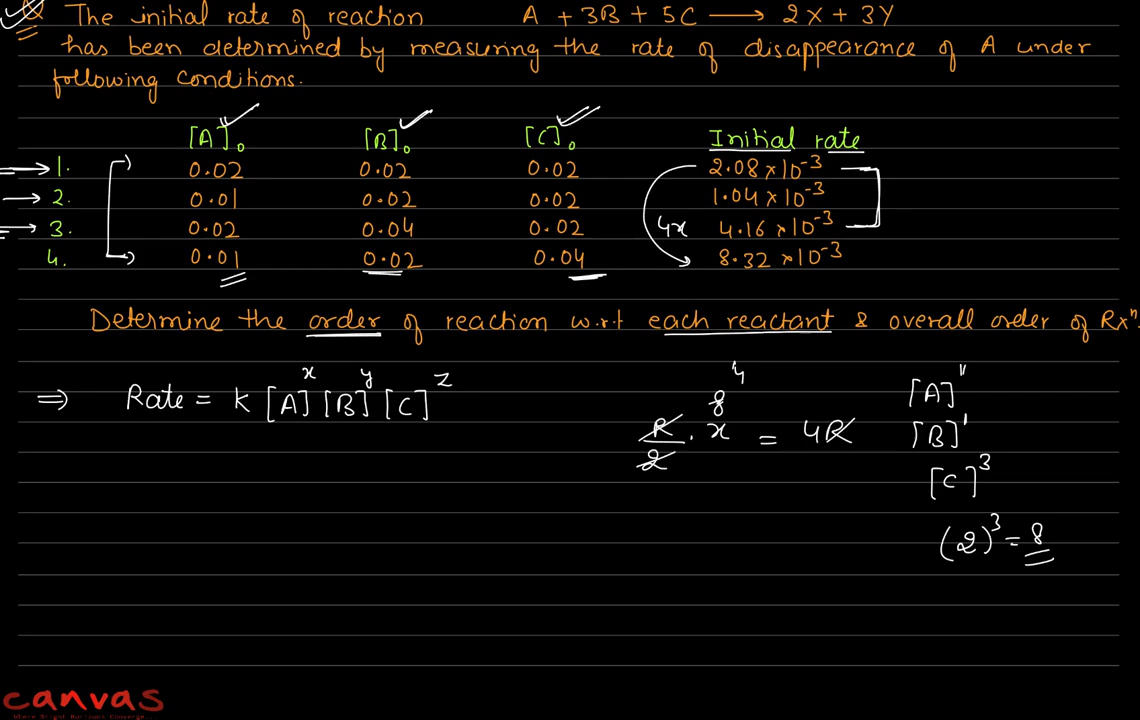 The initial rate of reaction A + 3B + 5C ⟶ 2X + 3Y
has been determined by measuring the rate of disappearance of A under
following conditions.
[A]₀ [B]₀ [C]₀ Initial rate
1. 0.02 0.02 0.02 2.08×10⁻³
2. 0.01 0.02 0.02 1.04×10⁻³
3. 0.02 0.04 0.02 4x 4.16×10⁻³
4. 0.01 0.02 0.04 8.32×10⁻³
Determine the order of reaction w.r.t each reactant & overall order of Rxⁿ.
⇒ Rate = K [A]ˣ [B]ʸ [C]ᶻ
R/2 . x = 4R
8
[A]¹
[B]¹
[C]³
(2)³ = 8
canvas